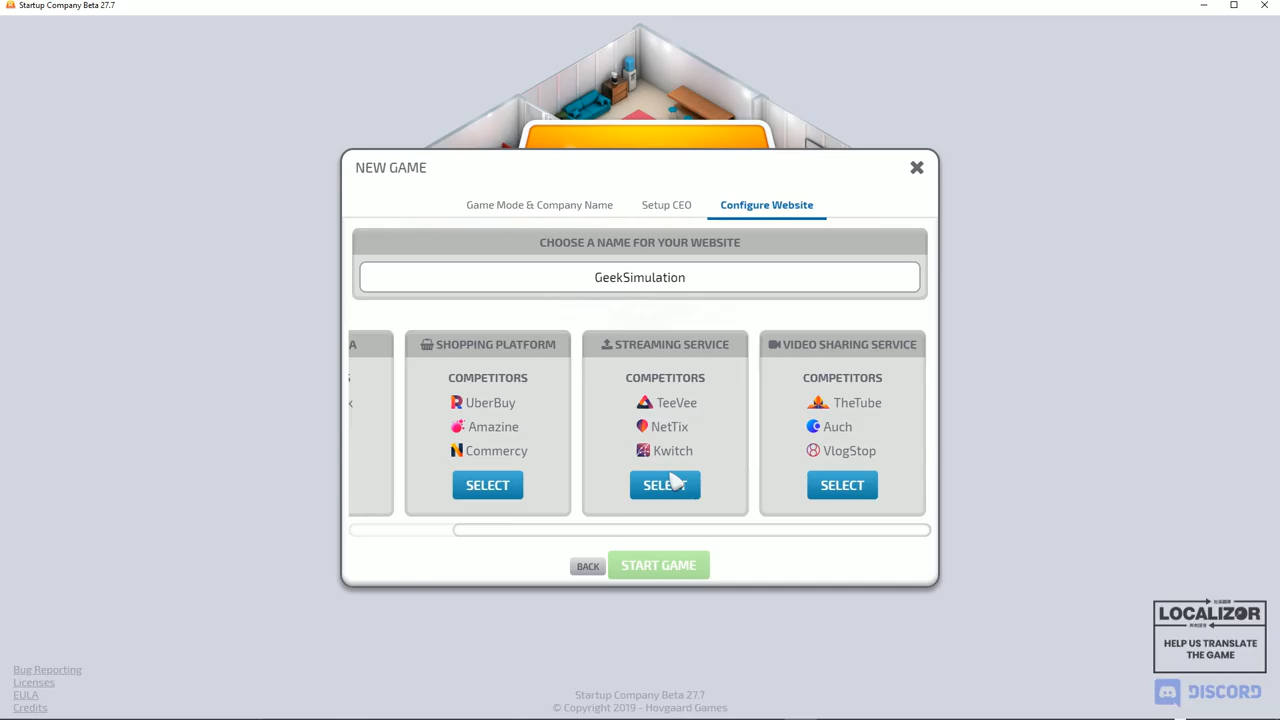 Startup Company Beta 27.7
NEW GAME
Game Mode & Company Name
Setup CEO
Configure Website
CHOOSE A NAME FOR YOUR WEBSITE
GeekSimulation
A
SHOPPING PLATFORM
STREAMING SERVICE
VIDEO SHARING SERVICE
COMPETITORS
COMPETITORS
COMPETITORS
UberBuy
TeeVee
TheTube
Amazine
NetTix
Auch
Commercy
Kwitch
VlogStop
SELECT
SELECT
SELECT
BACK
START GAME
LOCALIZOR
HELP US TRANSLATE
THE GAME
DISCORD
Bug Reporting
Licenses
EULA
Credits
Startup Company Beta 27.7
© Copyright 2019 - Hovgaard Games